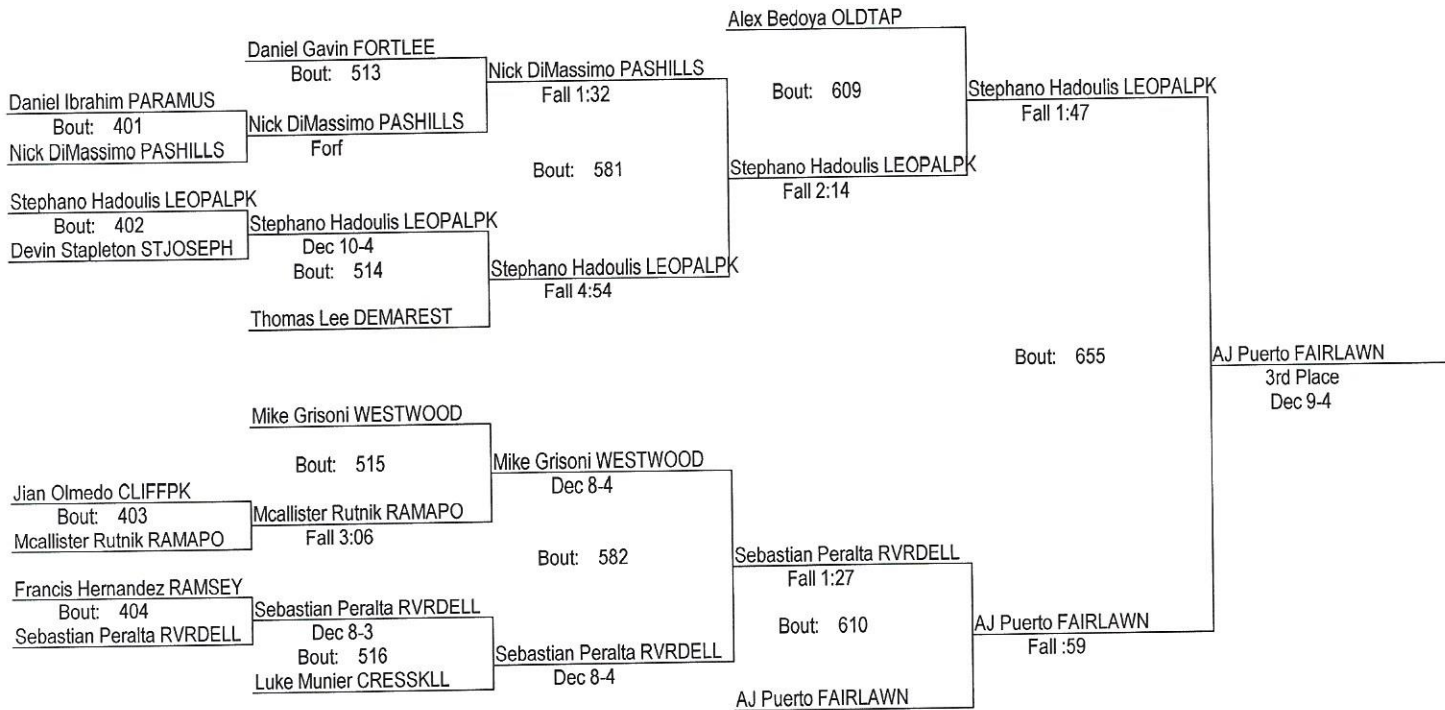 Alex Bedoya OLDTAP
Daniel Gavin FORTLEE
Bout: 513
Nick DiMassimo PASHILLS
Fall 1:32
Bout: 609
Stephano Hadoulis LEOPALPK
Fall 1:47
Daniel Ibrahim PARAMUS
Bout: 401
Nick DiMassimo PASHILLS
Nick DiMassimo PASHILLS
Forf
Bout: 581
Stephano Hadoulis LEOPALPK
Fall 2:14
Stephano Hadoulis LEOPALPK
Bout: 402
Devin Stapleton STJOSEPH
Stephano Hadoulis LEOPALPK
Dec 10-4
Bout: 514
Stephano Hadoulis LEOPALPK
Fall 4:54
Thomas Lee DEMAREST
Bout: 655
AJ Puerto FAIRLAWN
3rd Place
Dec 9-4
Mike Grisoni WESTWOOD
Bout: 515
Mike Grisoni WESTWOOD
Dec 8-4
Jian Olmedo CLIFFPK
Bout: 403
Mcallister Rutnik RAMAPO
Mcallister Rutnik RAMAPO
Fall 3:06
Bout: 582
Sebastian Peralta RVRDELL
Fall 1:27
Francis Hernandez RAMSEY
Bout: 404
Sebastian Peralta RVRDELL
Sebastian Peralta RVRDELL
Dec 8-3
Bout: 516
Luke Munier CRESSKLL
Sebastian Peralta RVRDELL
Dec 8-4
Bout: 610
AJ Puerto FAIRLAWN
Fall :59
AJ Puerto FAIRLAWN